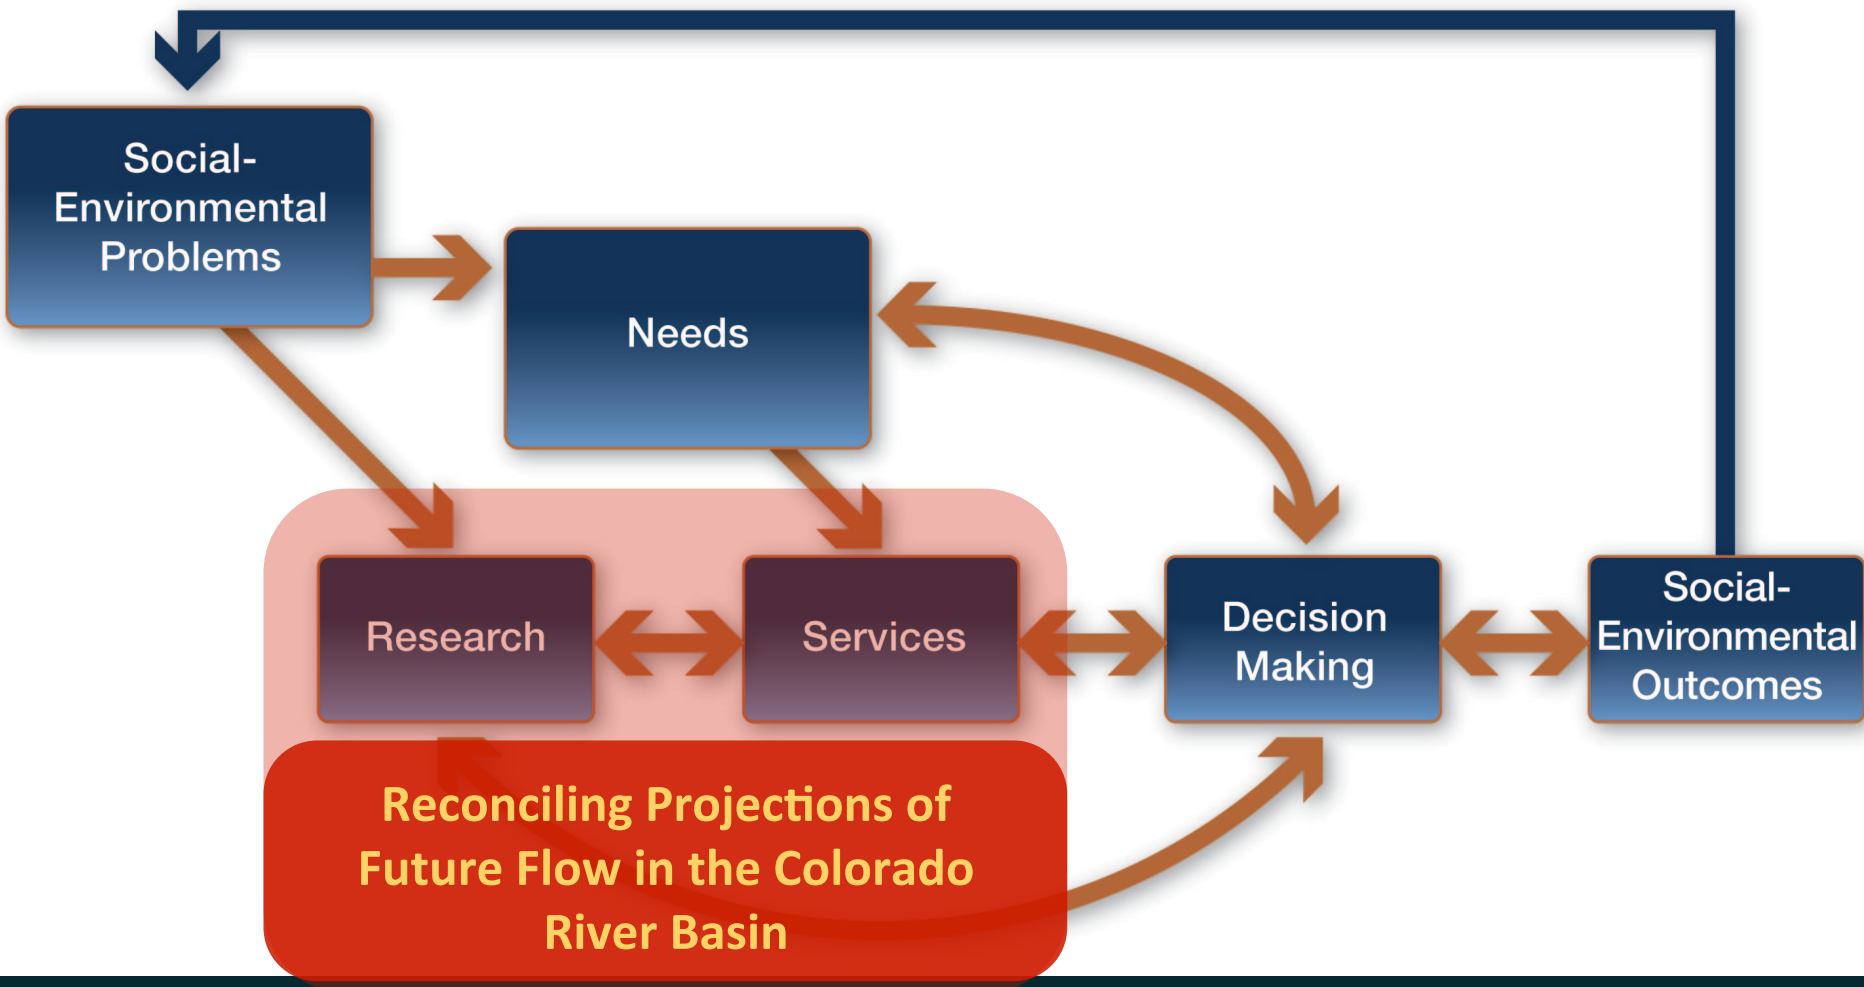 Social-
Environmental
Problems
Needs
Research
Services
Decision
Making
Social-
Environmental
Outcomes
Reconciling Projections of
Future Flow in the Colorado
River Basin